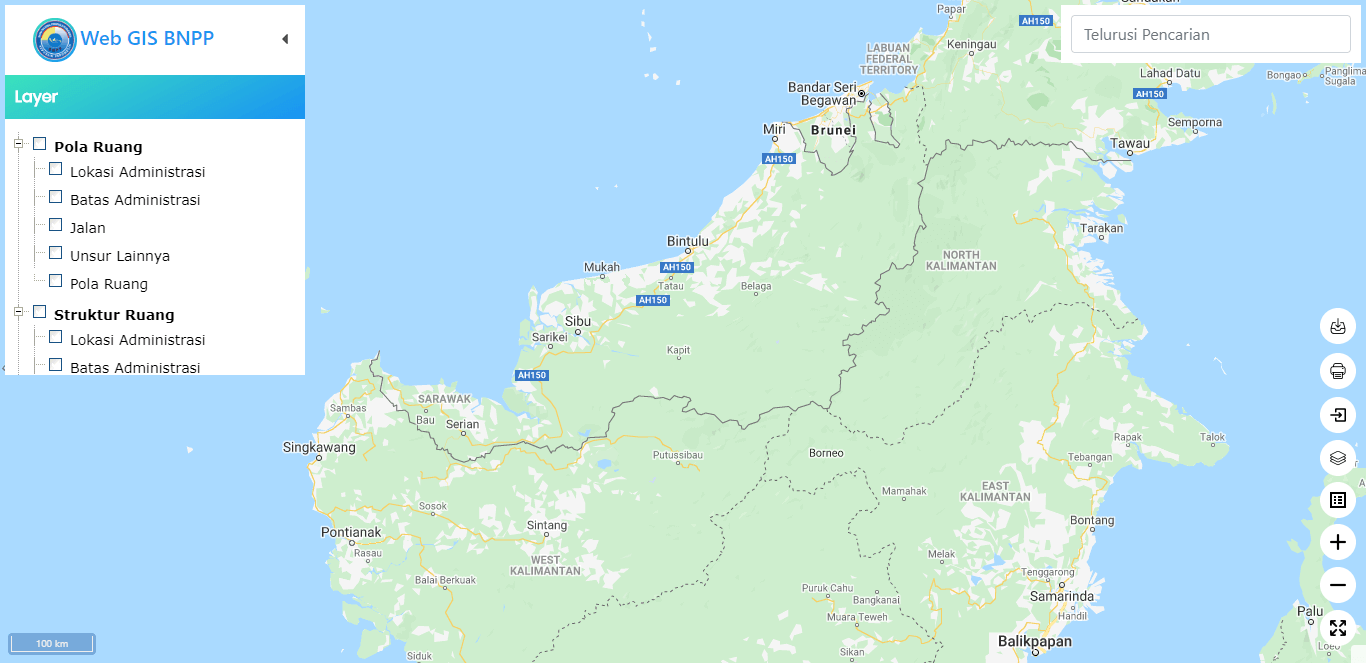 Web GIS BNPP
Layer
Pola Ruang
Lokasi Administrasi
Batas Administrasi
Jalan
Unsur Lainnya
Pola Ruang
Struktur Ruang
Lokasi Administrasi
Batas Administrasi
Telurusi Pencarian
Papar
AH150
Keningau
LABUAN
FEDERAL
TERRITORY
Lahad Datu
Bongao
Panglima
Sugala
Bandar Seri
Begawan
AH150
Semporna
Miri
Brunei
Tawau
AH150
Tarakan
Bintulu
NORTH
KALIMANTAN
Mukah
AH150
Tatau
Belaga
AH150
Sibu
Sarikei
Kapit
AH150
SARAWAK
Sambas
Bau
Serian
Singkawang
Rapak
Talok
Putussibau
Borneo
Tebangan
Mamahak
EAST
KALIMANTAN
Sosok
Sintang
Bontang
Pontianak
Rasau
WEST
KALIMANTAN
Melak
Balai Berkuak
Tenggarong
Puruk Cahu
Bangkanai
Samarinda
Muara Teweh
Handil
Palu
Balikpapan
Sikan
Siduk
100 km